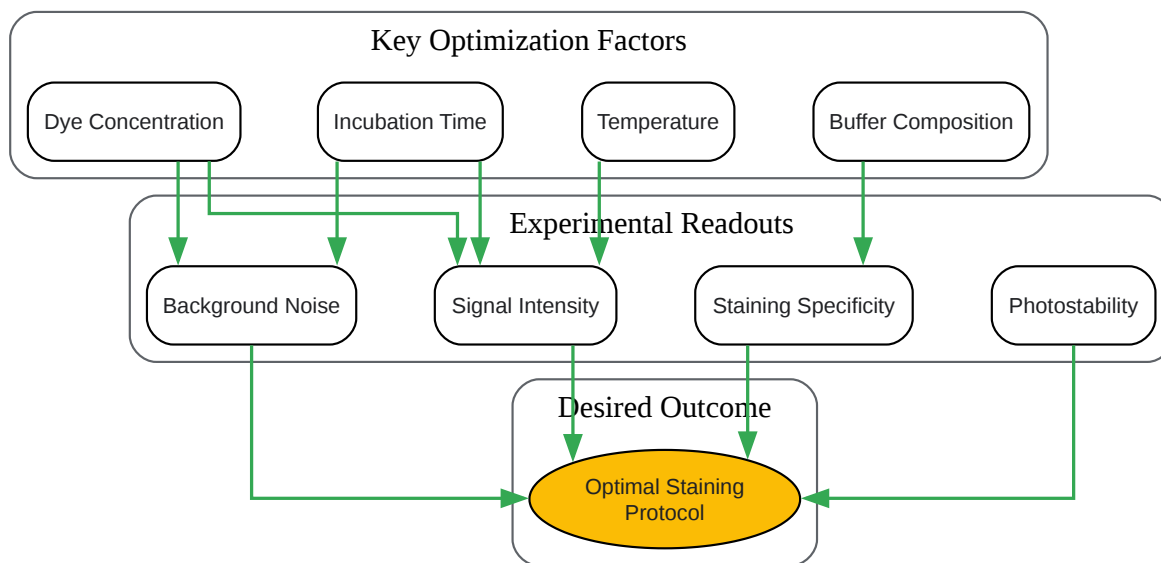 Key Optimization Factors
Dye Concentration
Incubation Time
Temperature
Buffer Composition
Experimental Readouts
Background Noise
Signal Intensity
Staining Specificity
Photostability
Desired Outcome
Optimal Staining
Protocol